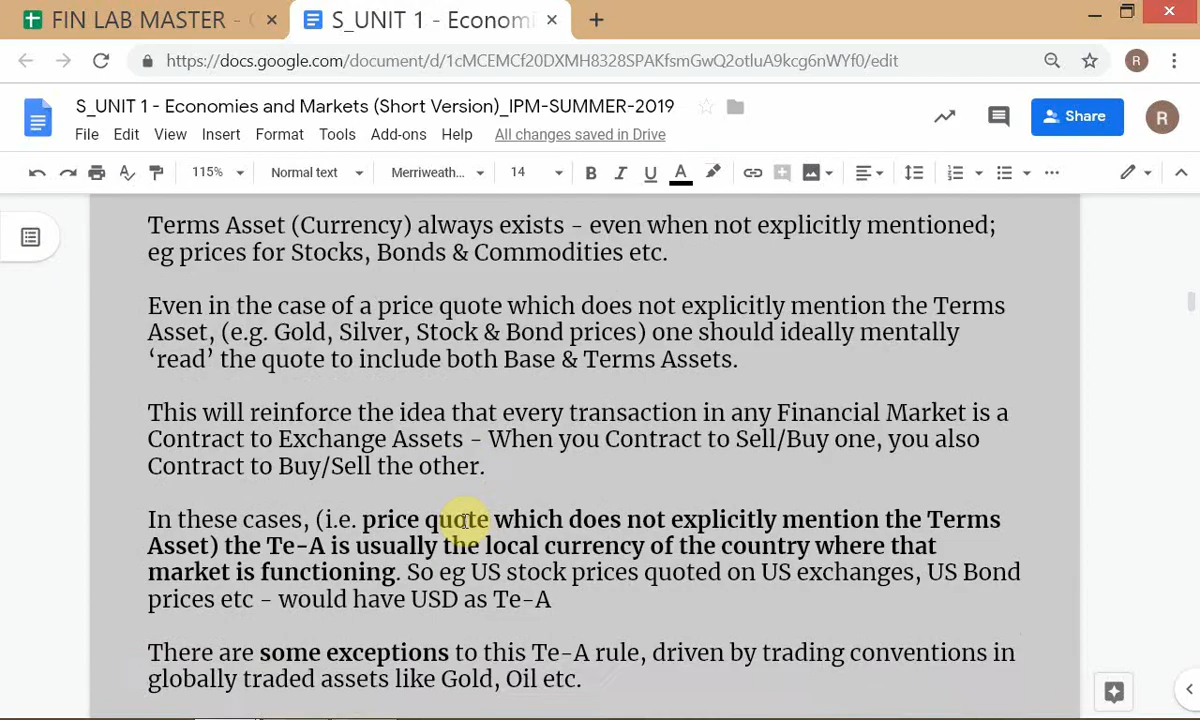 FIN LAB MASTER -
S_UNIT 1 - Economi
https://docs.google.com/document/d/1cMCEMCf20DXMH8328SPAKfsmGwQ2otluA9kcg6nWYf0/edit
R
S_UNIT 1 - Economies and Markets (Short Version)_IPM-SUMMER-2019
File Edit View Insert Format Tools Add-ons Help All changes saved in Drive
Share
R
115% Normal text Merriweath... 14 B I U A
Terms Asset (Currency) always exists - even when not explicitly mentioned;
eg prices for Stocks, Bonds & Commodities etc.
Even in the case of a price quote which does not explicitly mention the Terms
Asset, (e.g. Gold, Silver, Stock & Bond prices) one should ideally mentally
‘read’ the quote to include both Base & Terms Assets.
This will reinforce the idea that every transaction in any Financial Market is a
Contract to Exchange Assets - When you Contract to Sell/Buy one, you also
Contract to Buy/Sell the other.
In these cases, (i.e. price quote which does not explicitly mention the Terms
Asset) the Te-A is usually the local currency of the country where that
market is functioning. So eg US stock prices quoted on US exchanges, US Bond
prices etc - would have USD as Te-A
There are some exceptions to this Te-A rule, driven by trading conventions in
globally traded assets like Gold, Oil etc.